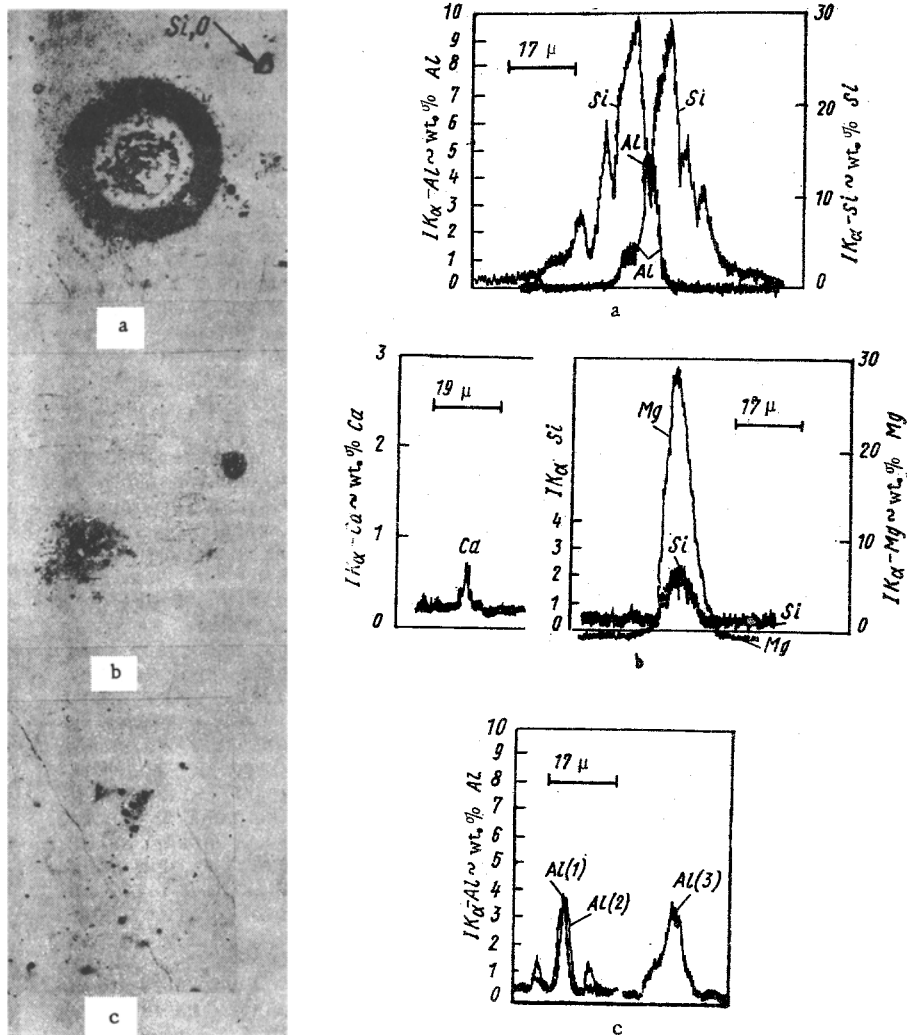 Si,O
a
b
c
IKα-Al ~ wt.% Al
10
9
8
7
6
5
4
3
2
1
0
17 μ
Si
Si
Al
Al
30
20
10
0
IKα-Si ~ wt.% Si
a
IKα-Ca ~ wt.% Ca
3
2
1
0
19 μ
Ca
IKα Si
4
3
2
1
0
Mg
17 μ
Si
Si
Mg
30
20
10
0
IKα-Mg ~ wt.% Mg
b
IKα-Al ~ wt.% Al
10
9
8
7
6
5
4
3
2
1
0
17 μ
Al(1)
Al(2)
Al(3)
c